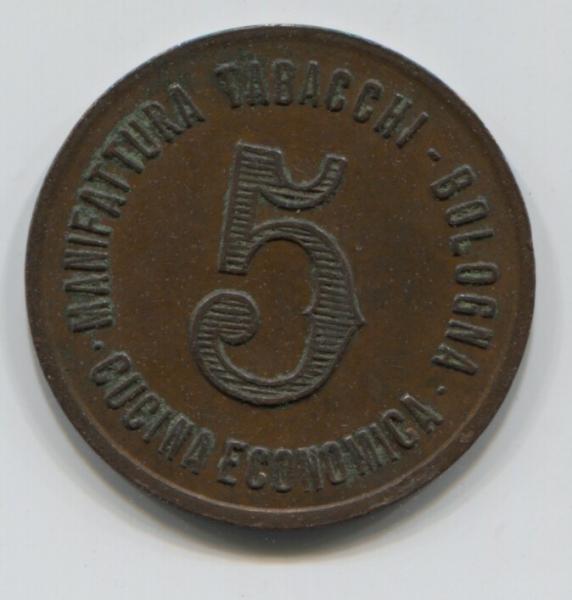 MANIFATTURA TABACCHI - BOLOGNA
· CUCINA ECONOMICA ·
5